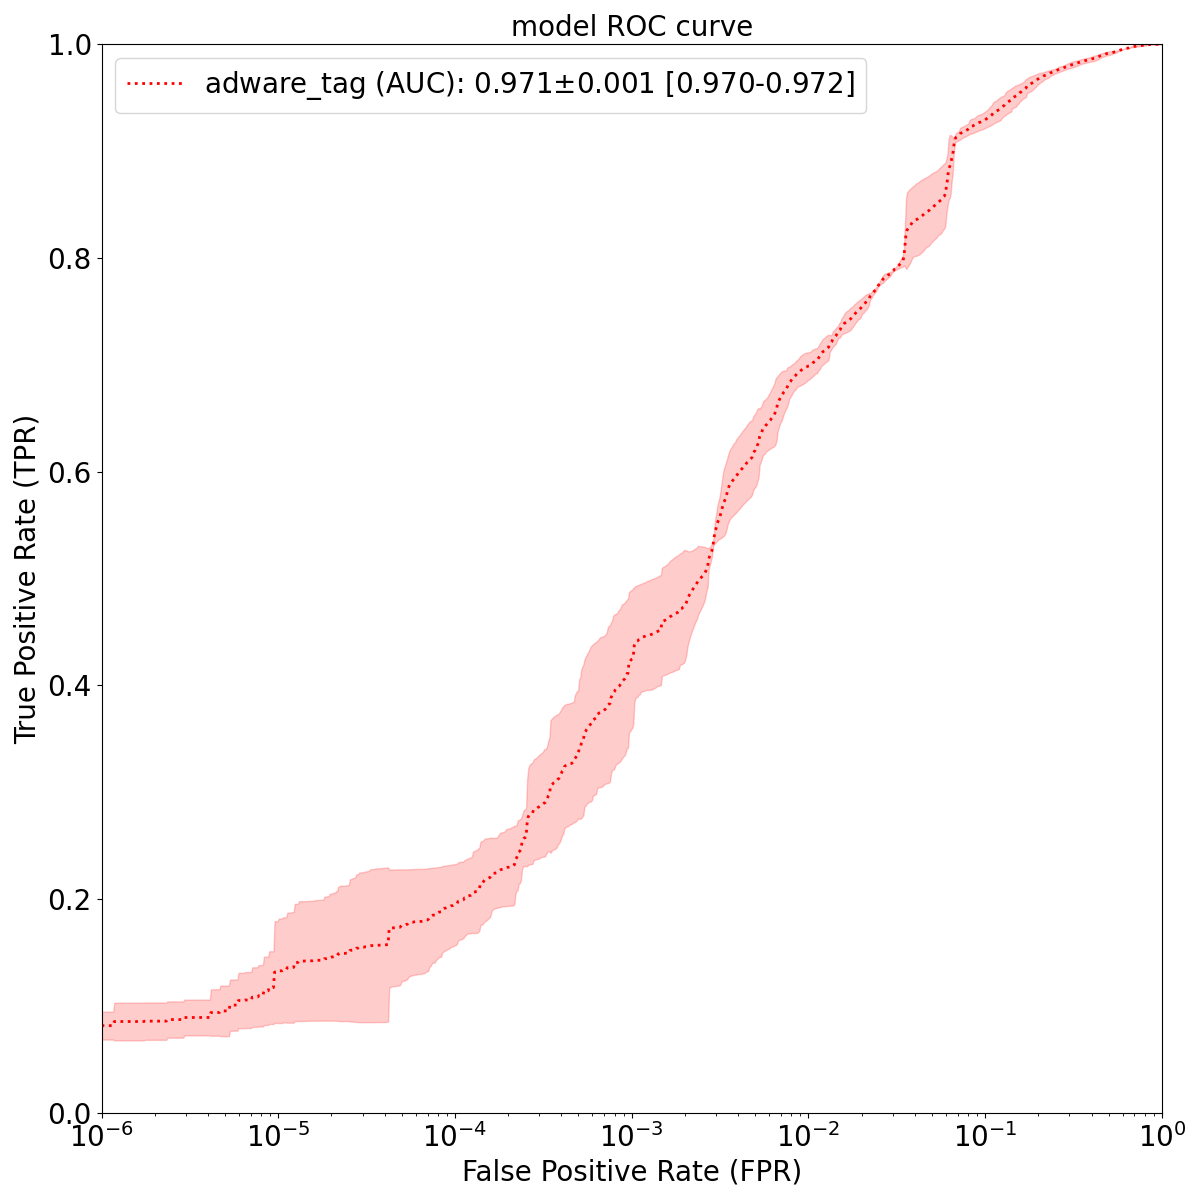 model ROC curve
adware_tag (AUC): 0.971±0.001 [0.970-0.972]
1.0
0.8
0.6
0.4
0.2
0.0
True Positive Rate (TPR)
10⁻⁶ 10⁻⁵ 10⁻⁴ 10⁻³ 10⁻² 10⁻¹ 10⁰
False Positive Rate (FPR)